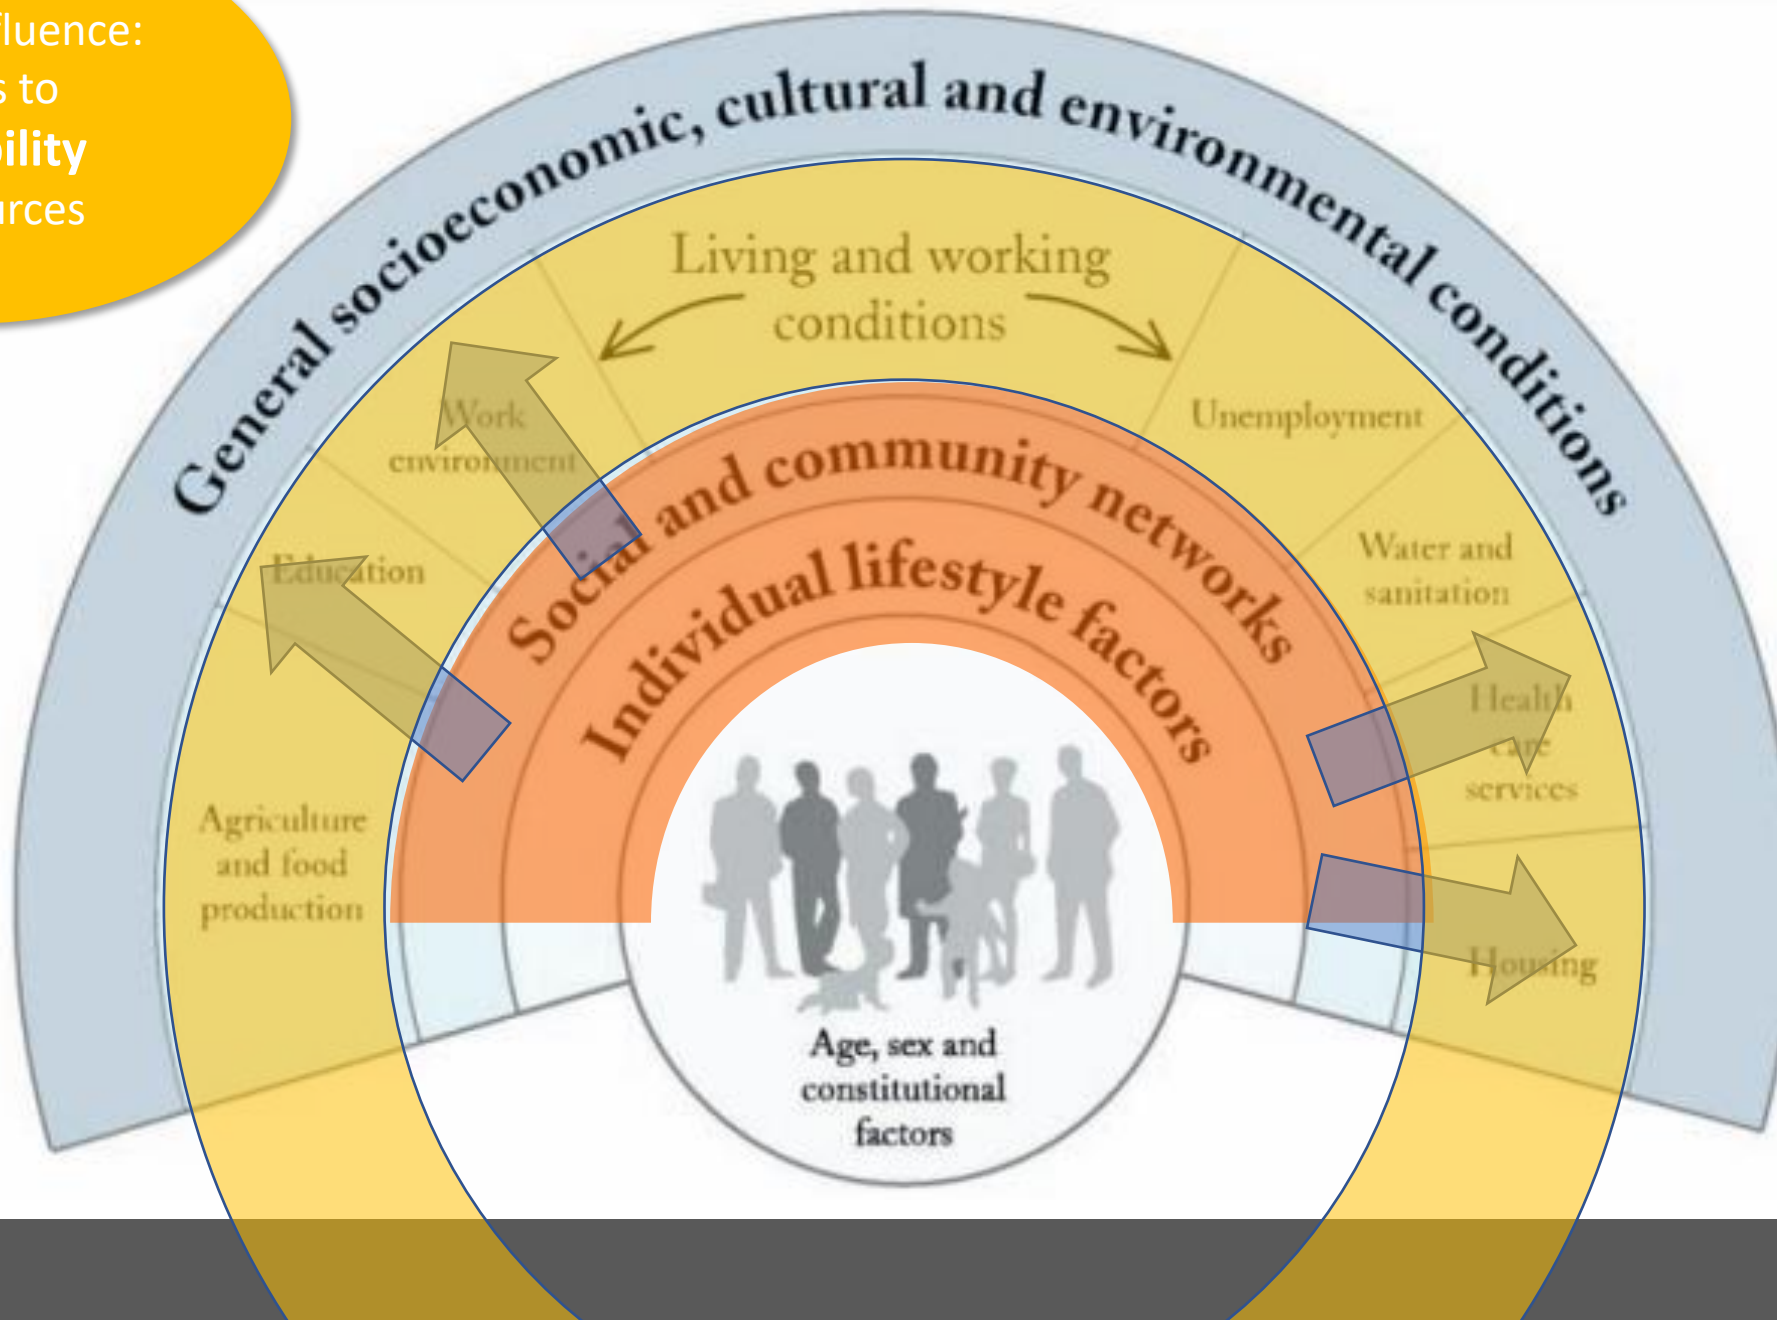 fluence:
s to
bility
urces
General socioeconomic, cultural and environmental conditions
Living and working
conditions
Work
environment
Unemployment
Education
Water and
sanitation
Social and community networks
Individual lifestyle factors
Health
care
services
Agriculture
and food
production
Housing
Age, sex and
constitutional
factors